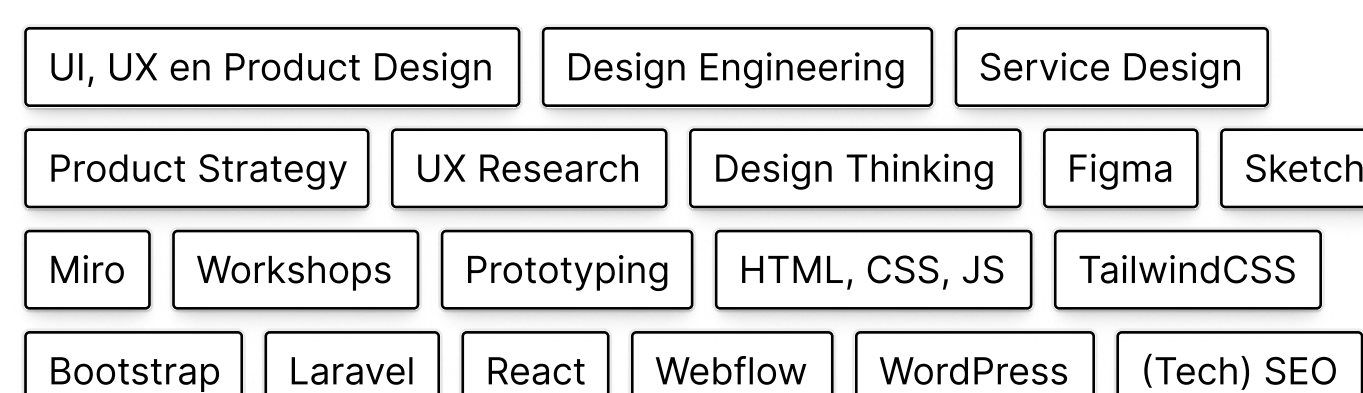 UI, UX en Product Design Design Engineering Service Design
Product Strategy UX Research Design Thinking Figma Sketch
Miro Workshops Prototyping HTML, CSS, JS TailwindCSS
Bootstrap Laravel React Webflow WordPress (Tech) SEO